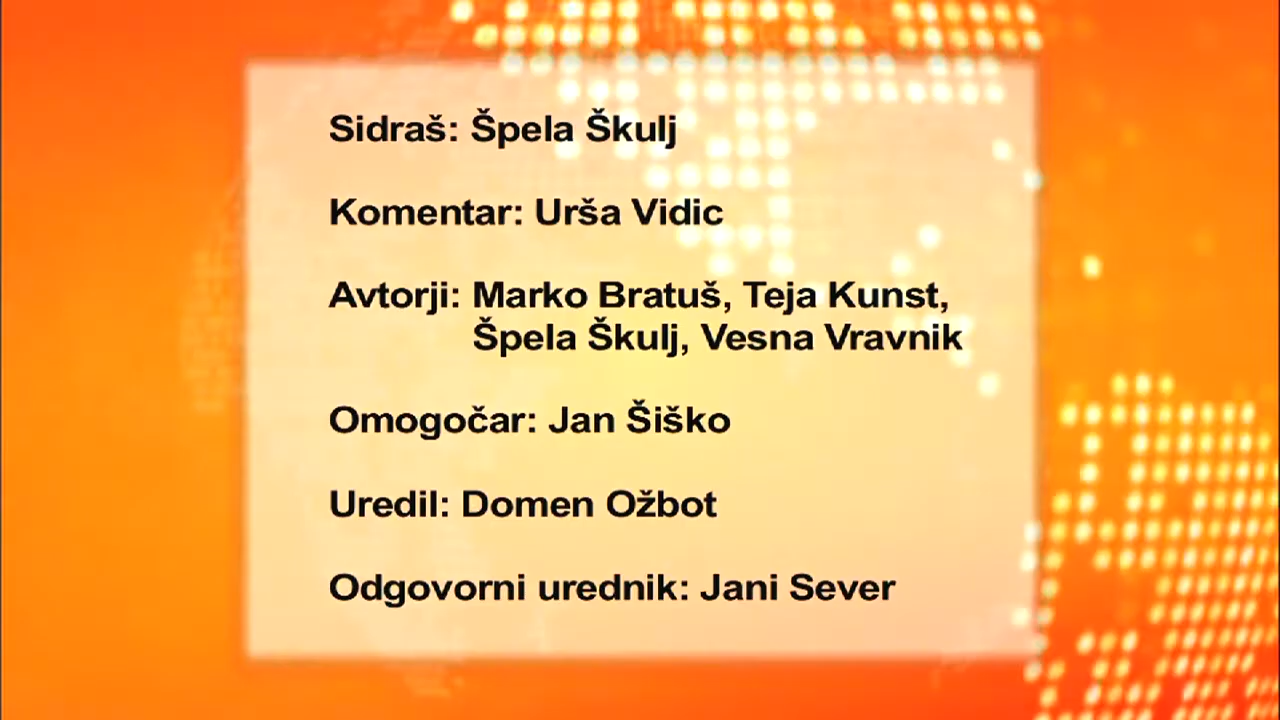 Sidraš: Špela Škulj
Komentar: Urša Vidic
Avtorji: Marko Bratuš, Teja Kunst,
Špela Škulj, Vesna Vravnik
Omogočar: Jan Šiško
Uredil: Domen Ožbot
Odgovorni urednik: Jani Sever